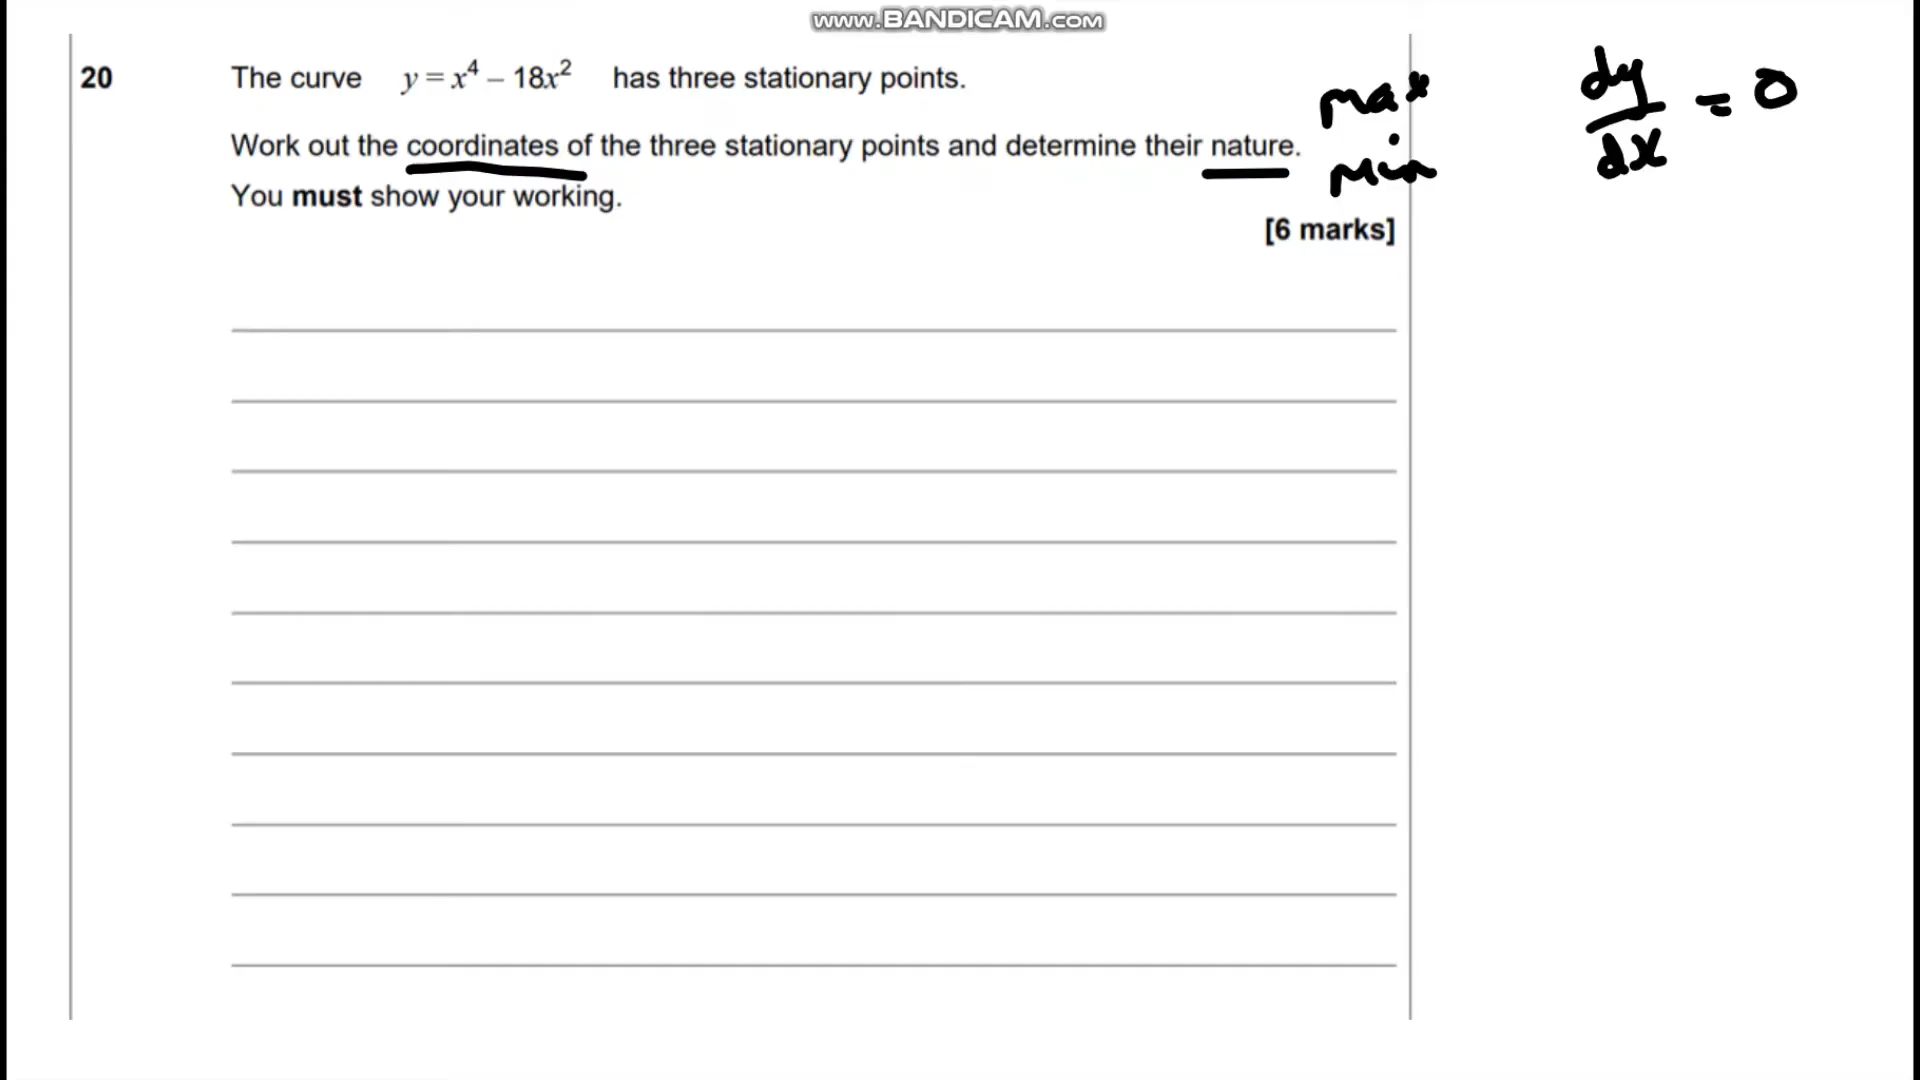 www.BANDICAM.com
20 The curve y = x⁴ – 18x² has three stationary points.
Work out the coordinates of the three stationary points and determine their nature.
You must show your working.
[6 marks]
max
min
dy/dx = 0